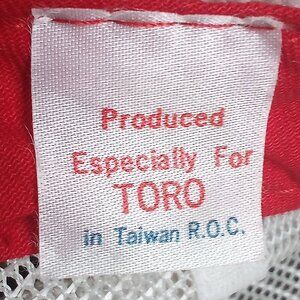 Produced
Especially For
TORO
in Taiwan R.O.C.